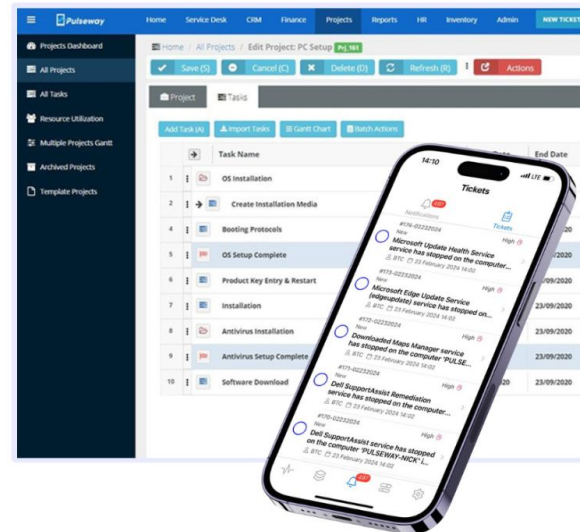 Pulseway
Home Service Desk CRM Finance Projects Reports HR Inventory Admin NEW TICKET
Projects Dashboard
All Projects
All Tasks
Resource Utilization
Multiple Projects Gantt
Archived Projects
Template Projects
Home / All Projects / Edit Project: PC Setup Prj_161
Save (S) Cancel (C) Delete (D) Refresh (R) Actions
Project Tasks
Add Task (A) Import Tasks Gantt Chart Batch Actions
Task Name End Date
1 OS Installation
2 Create Installation Media
4 Booting Protocols
5 OS Setup Complete
6 Product Key Entry & Restart
7 Installation
8 Antivirus Installation
9 Antivirus Setup Complete
10 Software Download 23/09/2020
23/09/2020
14:10 LTE
Tickets
Notifications Tickets
#174-02232024
New High
Microsoft Update Health Service
service has stopped on the computer...
BTC 23 February 2024 14:02
#173-02232024
New High
Microsoft Edge Update Service
(edgeupdate) service has stopped on...
BTC 23 February 2024 14:02
#172-02232024
New High
Downloaded Maps Manager service
has stopped on the computer 'PULSE...
BTC 23 February 2024 14:02
#171-02232024
New High
Dell SupportAssist Remediation
service has stopped on the computer...
BTC 23 February 2024 14:02
#170-02232024
New High
Dell SupportAssist service has stopped
on the computer 'PULSEWAY-NICK' i...
BTC 23 February 2024 14:02